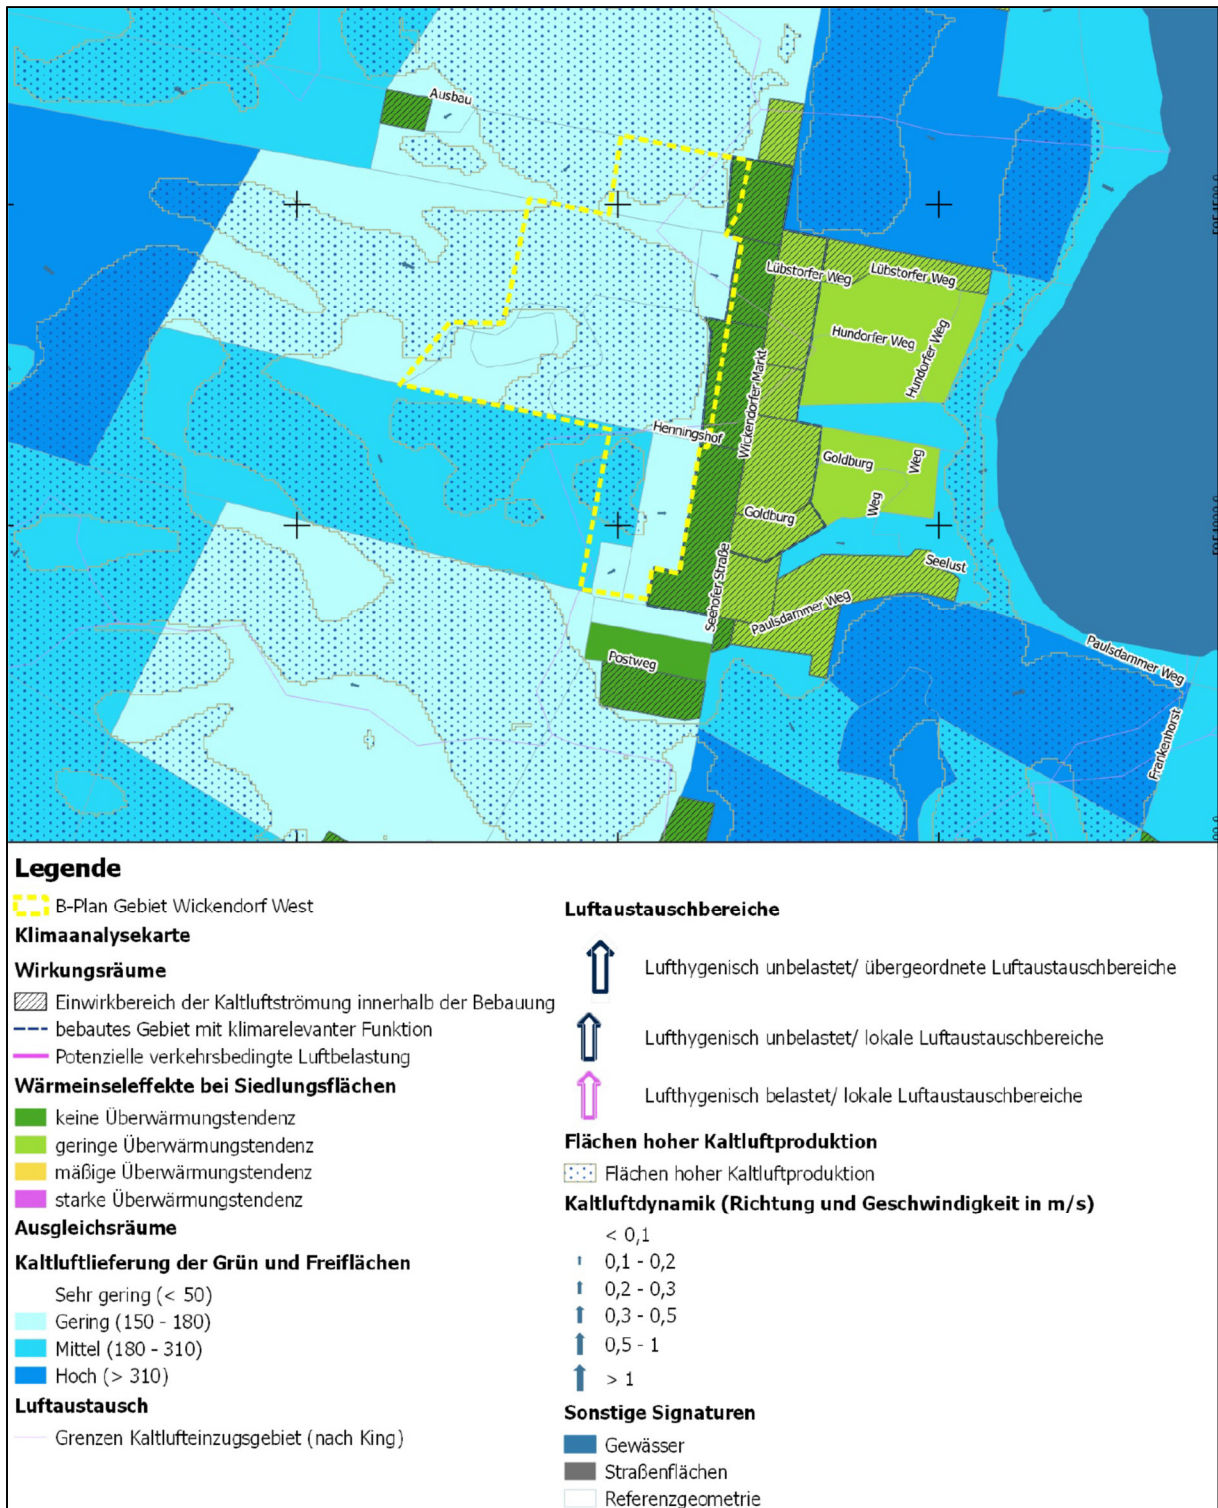 Ausbau
Lübstorfer Weg
Lübstorfer Weg
Hundorfer Weg
Hundorfer Weg
Wickendorfer Markt
Henningshof
Goldburg
Weg
Weg
Goldburg
Seelust
Seehofer Straße
Paulsdammer Weg
Paulsdammer Weg
Postweg
Frankenhorst
Legende
B-Plan Gebiet Wickendorf West
Klimaanalysekarte
Wirkungsräume
Einwirkbereich der Kaltluftströmung innerhalb der Bebauung
bebautes Gebiet mit klimarelevanter Funktion
Potenzielle verkehrsbedingte Luftbelastung
Wärmeinseleffekte bei Siedlungsflächen
keine Überwärmungstendenz
geringe Überwärmungstendenz
mäßige Überwärmungstendenz
starke Überwärmungstendenz
Ausgleichsräume
Kaltluftlieferung der Grün und Freiflächen
Sehr gering (< 50)
Gering (150 - 180)
Mittel (180 - 310)
Hoch (> 310)
Luftaustausch
Grenzen Kaltlufteinzugsgebiet (nach King)
Luftaustauschbereiche
Lufthygenisch unbelastet/ übergeordnete Luftaustauschbereiche
Lufthygenisch unbelastet/ lokale Luftaustauschbereiche
Lufthygenisch belastet/ lokale Luftaustauschbereiche
Flächen hoher Kaltluftproduktion
Flächen hoher Kaltluftproduktion
Kaltluftdynamik (Richtung und Geschwindigkeit in m/s)
< 0,1
0,1 - 0,2
0,2 - 0,3
0,3 - 0,5
0,5 - 1
> 1
Sonstige Signaturen
Gewässer
Straßenflächen
Referenzgeometrie